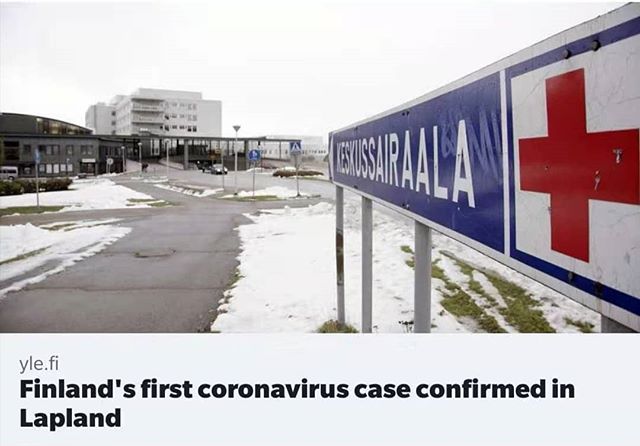 KESKUSSAIRAALA
yle.fi
Finland's first coronavirus case confirmed in
Lapland